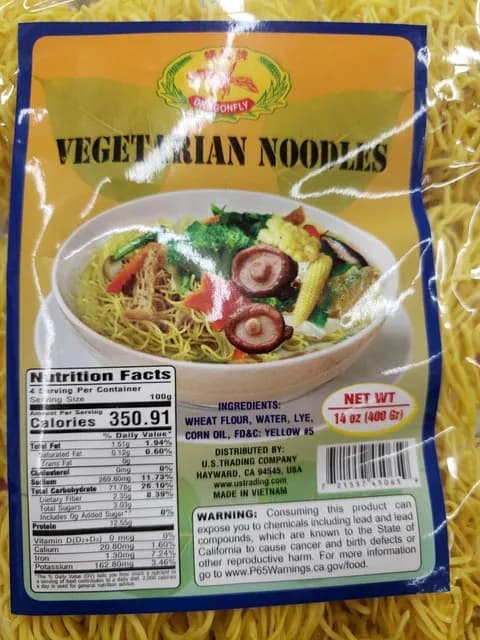 DRAGONFLY
VEGETARIAN NOODLES
Nutrition Facts
4 Serving Per Container
Serving Size 100g
Amount Per Serving
Calories 350.91
% Daily Value*
Total Fat 1.51g 1.94%
Saturated Fat 0.12g 0.60%
Trans Fat 0g
Cholesterol 0mg 0%
Sodium 269.80mg 11.73%
Total Carbohydrate 71.78g 26.10%
Dietary Fiber 2.35g 8.39%
Total Sugars 3.03g
Includes 0g Added Sugar** 0%
Protein 12.55g
Vitamin D(D2+D3) 0 mcg 0%
Calium 20.80mg 1.60%
Iron 1.30mg 7.24%
Potassium 162.80mg 3.46%
INGREDIENTS:
WHEAT FLOUR, WATER, LYE,
CORN OIL, FD&C: YELLOW #5
DISTRIBUTED BY:
U.S.TRADING COMPANY
HAYWARD, CA 94545, USA
www.ustrading.com
MADE IN VIETNAM
NET WT
14 oz (400 Gr)
WARNING: Consuming this product can
expose you to chemicals including lead and lead
compounds, which are known to the State of
California to cause cancer and birth defects or
other reproductive harm. For more information
go to www.P65Warnings.ca.gov/food.